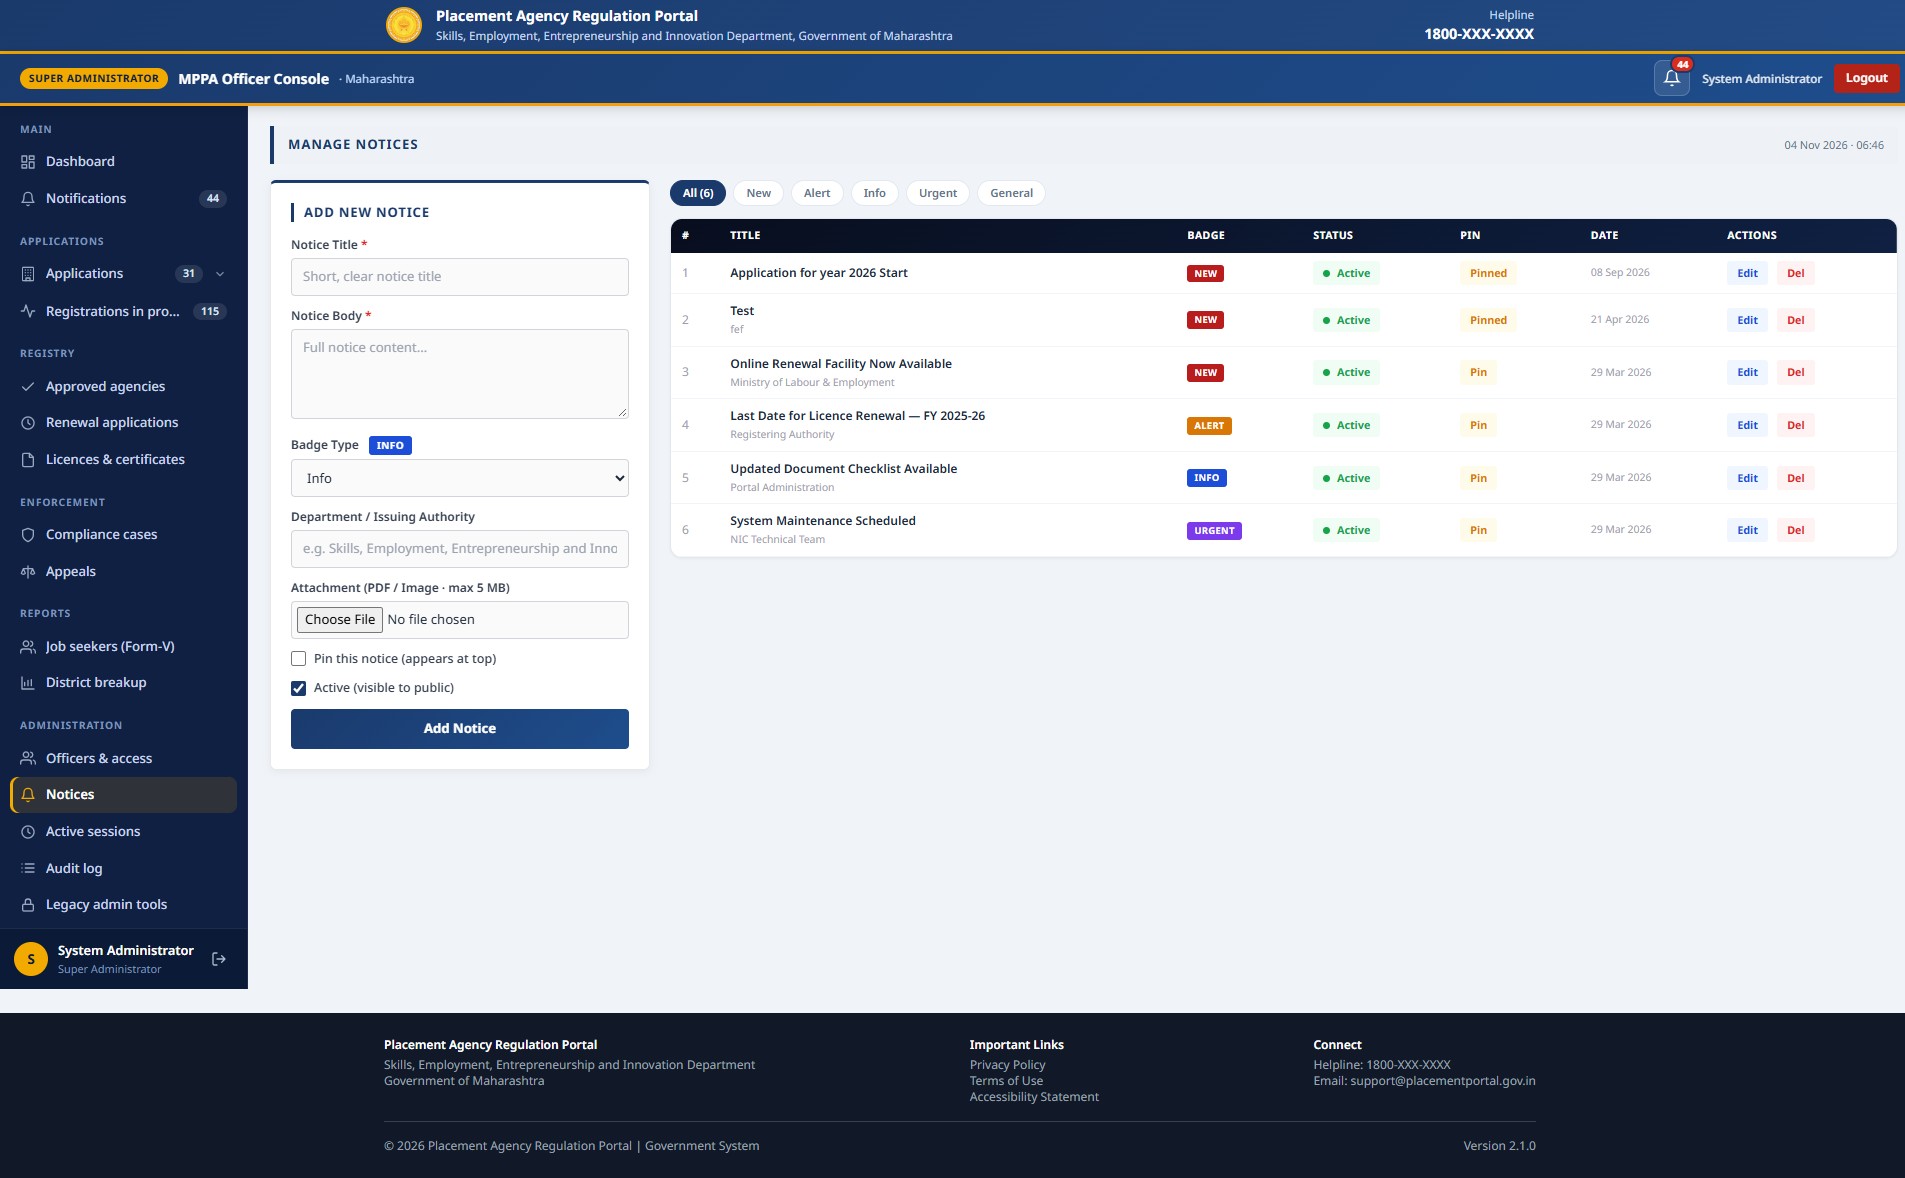 Placement Agency Regulation Portal
Skills, Employment, Entrepreneurship and Innovation Department, Government of Maharashtra
Helpline
1800-XXX-XXXX
SUPER ADMINISTRATOR MPPA Officer Console · Maharashtra
44
System Administrator
Logout
MAIN
Dashboard
Notifications 44
APPLICATIONS
Applications 31
Registrations in pro... 115
REGISTRY
Approved agencies
Renewal applications
Licences & certificates
ENFORCEMENT
Compliance cases
Appeals
REPORTS
Job seekers (Form-V)
District breakup
ADMINISTRATION
Officers & access
Notices
Active sessions
Audit log
Legacy admin tools
S
System Administrator
Super Administrator
MANAGE NOTICES
04 Nov 2026 · 06:46
ADD NEW NOTICE
Notice Title *
Short, clear notice title
Notice Body *
Full notice content...
Badge Type INFO
Info
Department / Issuing Authority
e.g. Skills, Employment, Entrepreneurship and Inno
Attachment (PDF / Image · max 5 MB)
Choose File No file chosen
Pin this notice (appears at top)
Active (visible to public)
Add Notice
All (6) New Alert Info Urgent General
# TITLE BADGE STATUS PIN DATE ACTIONS
1 Application for year 2026 Start NEW Active Pinned 08 Sep 2026 Edit Del
2 Test NEW Active Pinned 21 Apr 2026 Edit Del
fef
3 Online Renewal Facility Now Available NEW Active Pin 29 Mar 2026 Edit Del
Ministry of Labour & Employment
4 Last Date for Licence Renewal — FY 2025-26 ALERT Active Pin 29 Mar 2026 Edit Del
Registering Authority
5 Updated Document Checklist Available INFO Active Pin 29 Mar 2026 Edit Del
Portal Administration
6 System Maintenance Scheduled URGENT Active Pin 29 Mar 2026 Edit Del
NIC Technical Team
Placement Agency Regulation Portal
Skills, Employment, Entrepreneurship and Innovation Department
Government of Maharashtra
Important Links
Privacy Policy
Terms of Use
Accessibility Statement
Connect
Helpline: 1800-XXX-XXXX
Email: support@placementportal.gov.in
© 2026 Placement Agency Regulation Portal | Government System
Version 2.1.0